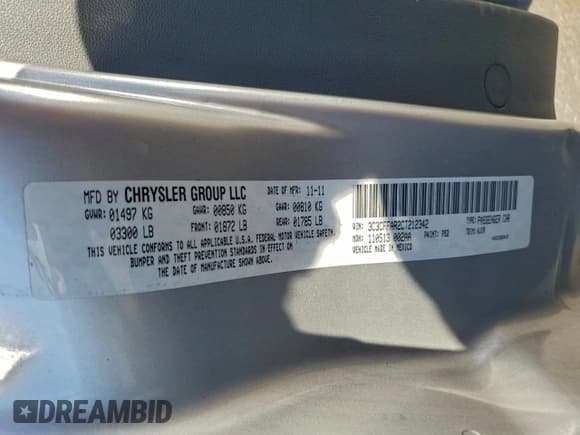 MFD BY CHRYSLER GROUP LLC DATE OF MFR 11-11
GVWR: 01497 KG GAWR: 00850 KG GAWR: 00810 KG
03300 LB FRONT: 01872 LB REAR: 01785 LB
THIS VEHICLE CONFORMS TO ALL APPLICABLE U.S.A. FEDERAL MOTOR VEHICLE SAFETY,
BUMPER AND THEFT PREVENTION STANDARDS IN EFFECT ON
THE DATE OF MANUFACTURE SHOWN ABOVE.
VIN: 3C3CFFAR2CT212342 TYPE: PASSENGER CAR
MDH: 110513 002AA PAINT: TRIM:
VEHICLE MADE IN MEXICO
DREAMBID